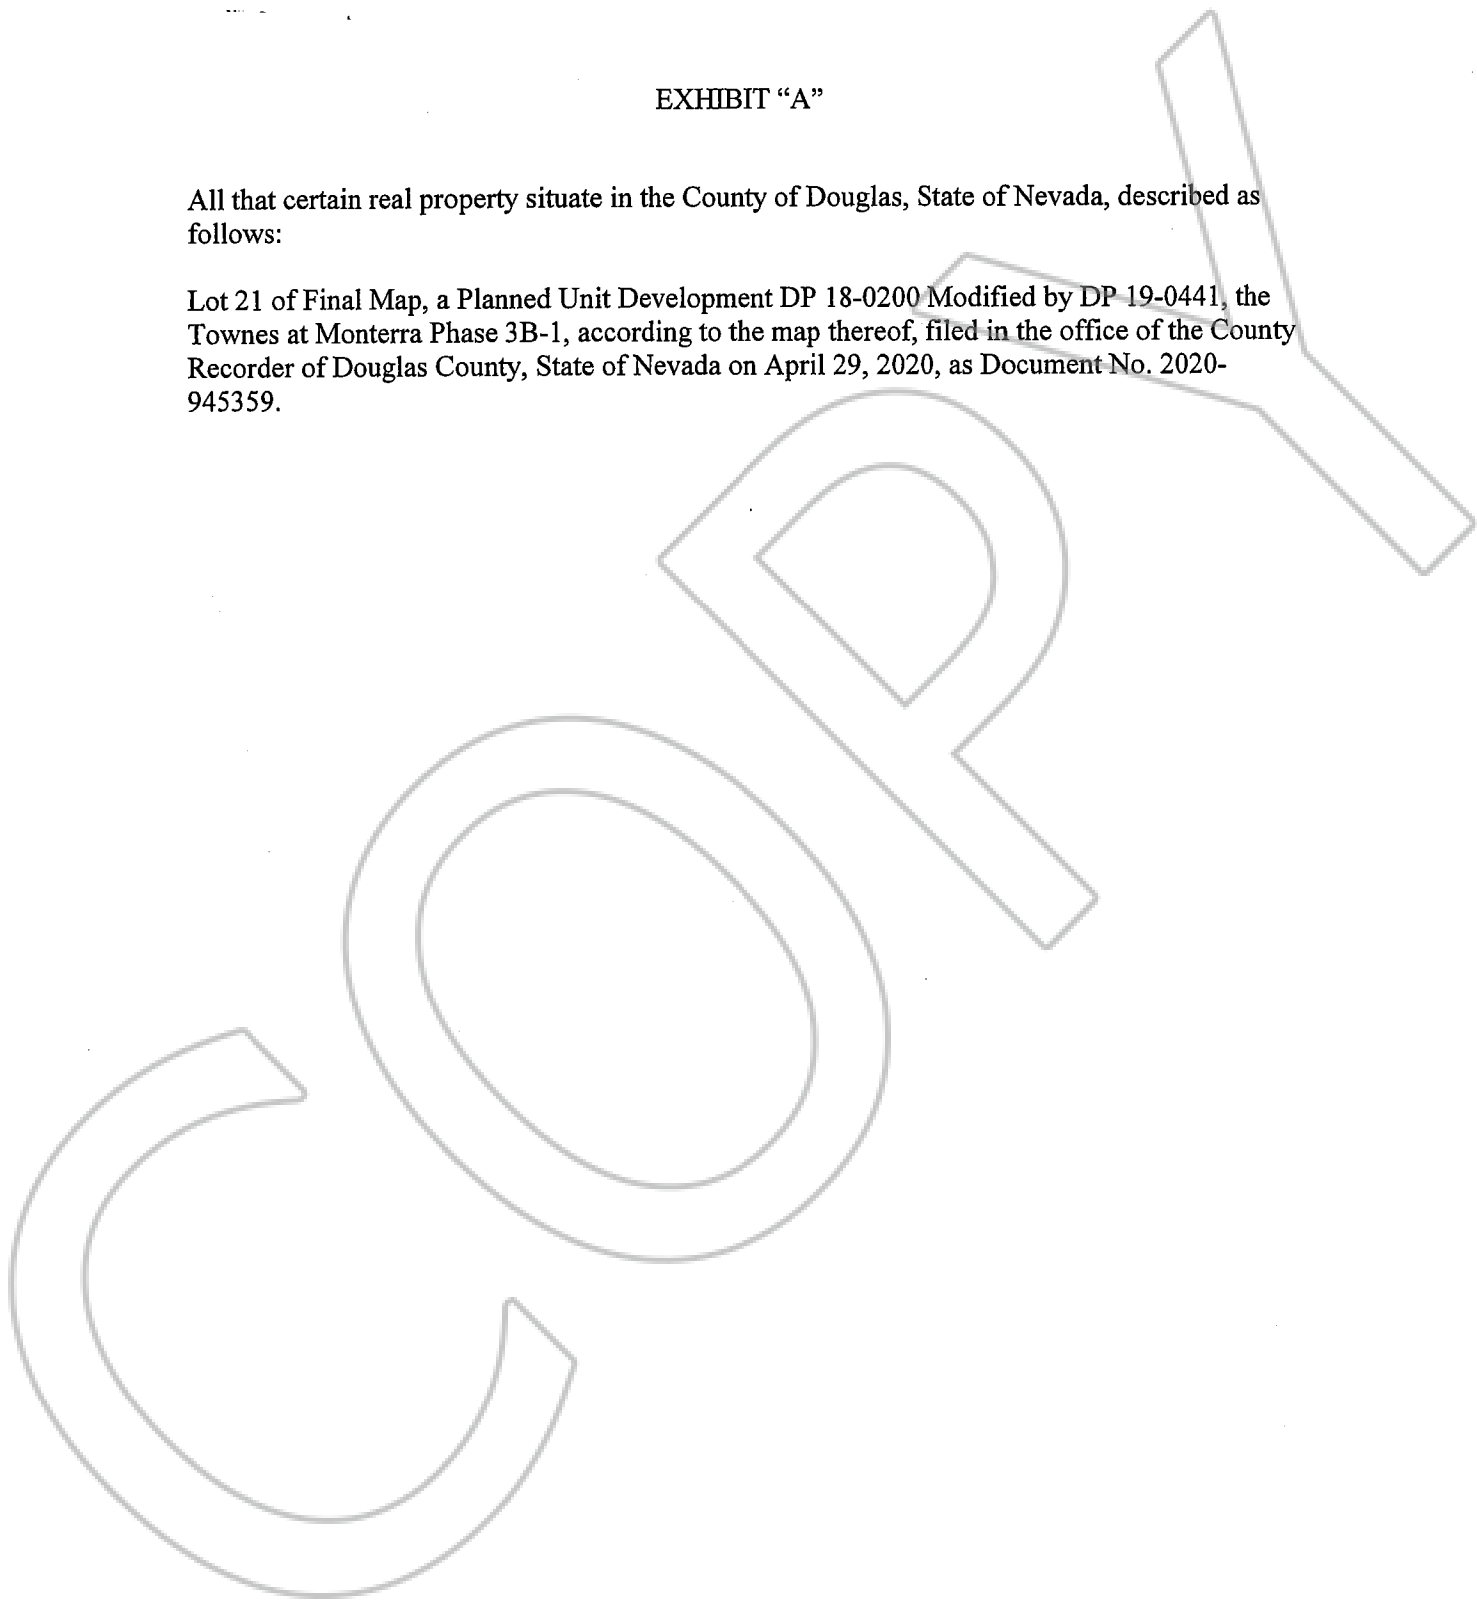 EXHIBIT “A”
All that certain real property situate in the County of Douglas, State of Nevada, described as
follows:
Lot 21 of Final Map, a Planned Unit Development DP 18-0200 Modified by DP 19-0441, the
Townes at Monterra Phase 3B-1, according to the map thereof, filed in the office of the County
Recorder of Douglas County, State of Nevada on April 29, 2020, as Document No. 2020-
945359.
COPY